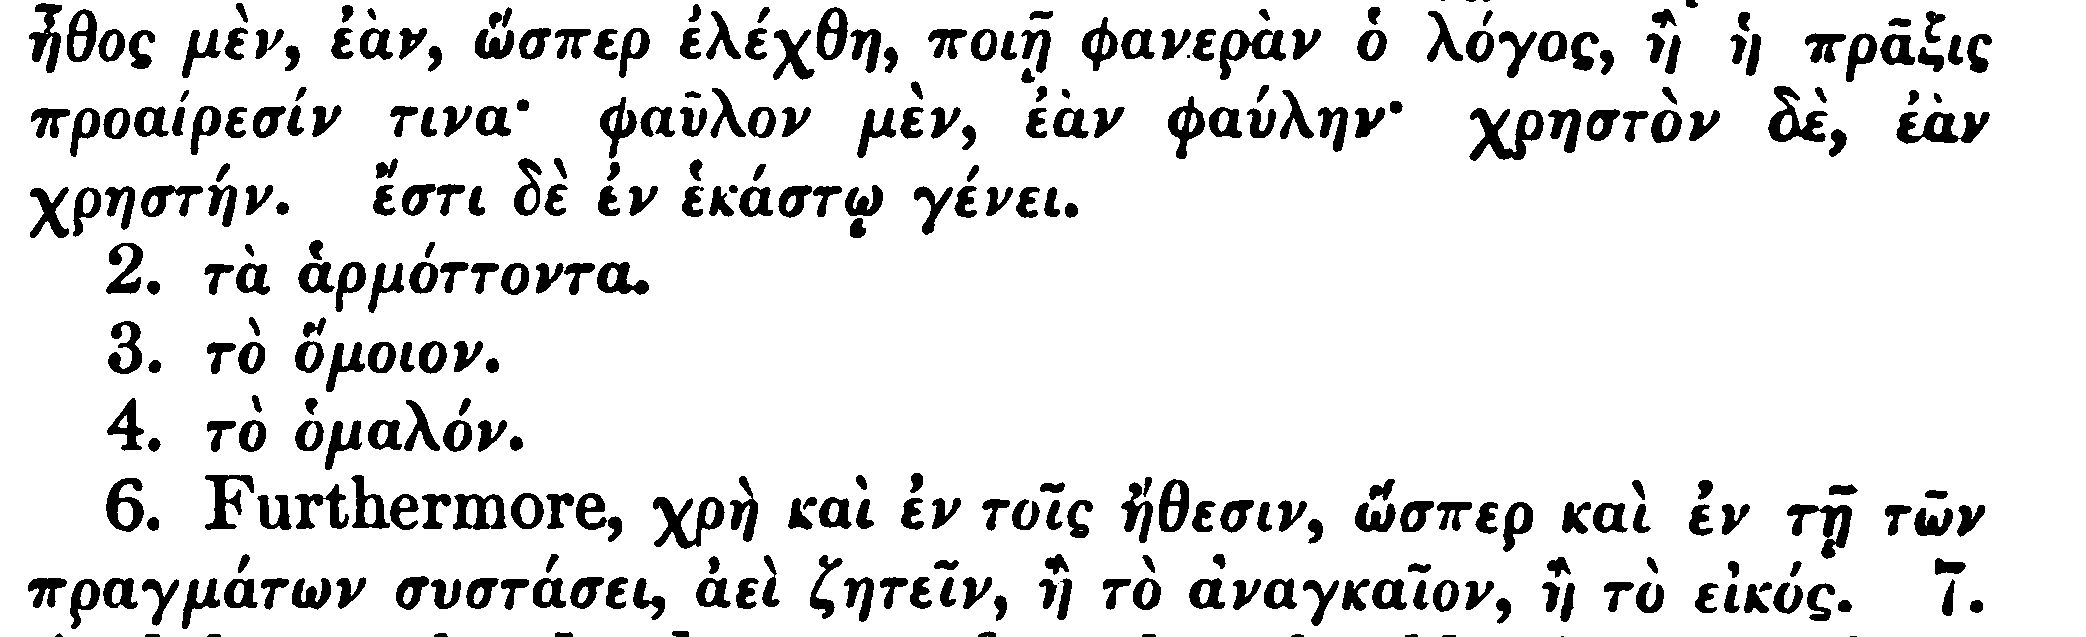 ἦθος μὲν, ἐὰν, ὥσπερ ἐλέχθη, ποιῇ φανερὰν ὁ λόγος, ἢ ἡ πρᾶξις
προαίρεσίν τινα· φαῦλον μὲν, ἐὰν φαύλην· χρηστὸν δὲ, ἐὰν
χρηστήν. ἔστι δὲ ἐν ἑκάστῳ γένει.
2. τὰ ἁρμόττοντα.
3. τὸ ὅμοιον.
4. τὸ ὁμαλόν.
6. Furthermore, χρὴ καὶ ἐν τοῖς ἤθεσιν, ὥσπερ καὶ ἐν τῇ τῶν
πραγμάτων συστάσει, ἀεὶ ζητεῖν, ἢ τὸ ἀναγκαῖον, ἢ τὸ εἰκός. 7.